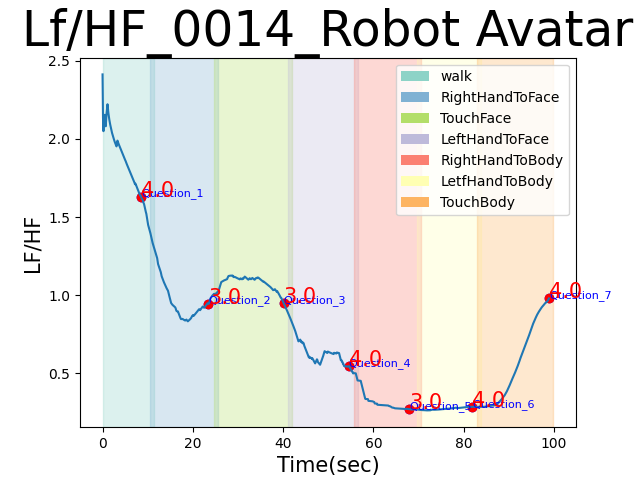 Lf/HF_0014_Robot Avatar
2.5
2.0
1.5
1.0
0.5
LF/HF
0
20
40
60
80
100
Time(sec)
walk
RightHandToFace
TouchFace
LeftHandToFace
RightHandToBody
LetfHandToBody
TouchBody
4.0
Question_1
3.0
Question_2
3.0
Question_3
4.0
Question_4
3.0
Question_5
4.0
Question_6
4.0
Question_7